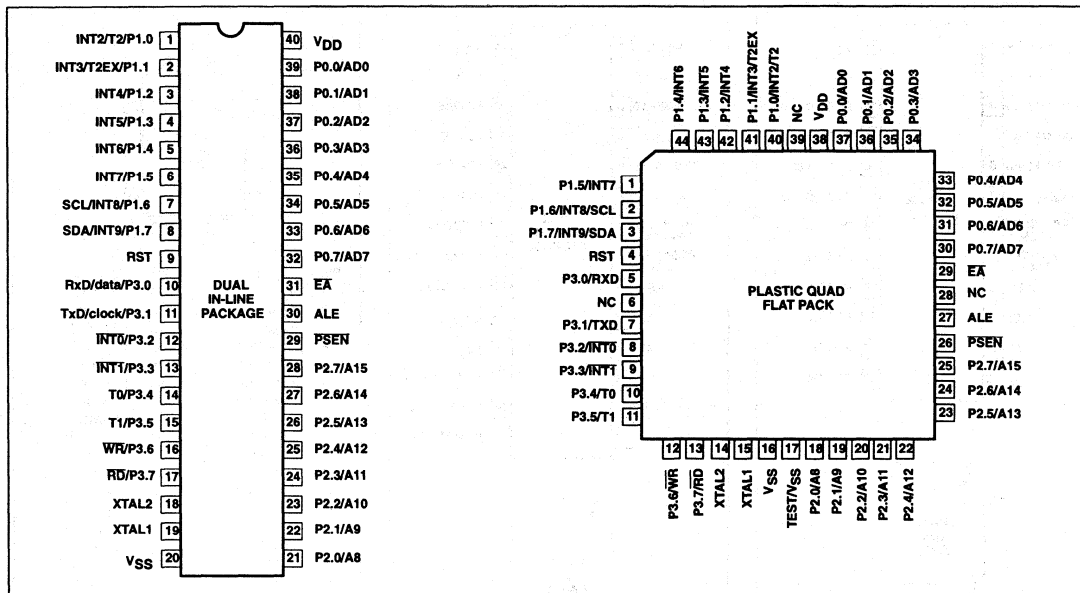 INT2/T2/P1.0 1
INT3/T2EX/P1.1 2
INT4/P1.2 3
INT5/P1.3 4
INT6/P1.4 5
INT7/P1.5 6
SCL/INT8/P1.6 7
SDA/INT9/P1.7 8
RST 9
RxD/data/P3.0 10
TxD/clock/P3.1 11
INT0/P3.2 12
INT1/P3.3 13
T0/P3.4 14
T1/P3.5 15
WR/P3.6 16
RD/P3.7 17
XTAL2 18
XTAL1 19
VSS 20
DUAL
IN-LINE
PACKAGE
40 VDD
39 P0.0/AD0
38 P0.1/AD1
37 P0.2/AD2
36 P0.3/AD3
35 P0.4/AD4
34 P0.5/AD5
33 P0.6/AD6
32 P0.7/AD7
31 EA
30 ALE
29 PSEN
28 P2.7/A15
27 P2.6/A14
26 P2.5/A13
25 P2.4/A12
24 P2.3/A11
23 P2.2/A10
22 P2.1/A9
21 P2.0/A8
P1.4/INT6 44
P1.3/INT5 43
P1.2/INT4 42
P1.1/INT3/T2EX 41
P1.0/INT2/T2 40
NC 39
VDD 38
P0.0/AD0 37
P0.1/AD1 36
P0.2/AD2 35
P0.3/AD3 34
P1.5/INT7 1
P1.6/INT8/SCL 2
P1.7/INT9/SDA 3
RST 4
P3.0/RXD 5
NC 6
P3.1/TXD 7
P3.2/INT0 8
P3.3/INT1 9
P3.4/T0 10
P3.5/T1 11
PLASTIC QUAD
FLAT PACK
33 P0.4/AD4
32 P0.5/AD5
31 P0.6/AD6
30 P0.7/AD7
29 EA
28 NC
27 ALE
26 PSEN
25 P2.7/A15
24 P2.6/A14
23 P2.5/A13
12 P3.6/WR
13 P3.7/RD
14 XTAL2
15 XTAL1
16 VSS
17 TEST/VSS
18 P2.0/A8
19 P2.1/A9
20 P2.2/A10
21 P2.3/A11
22 P2.4/A12